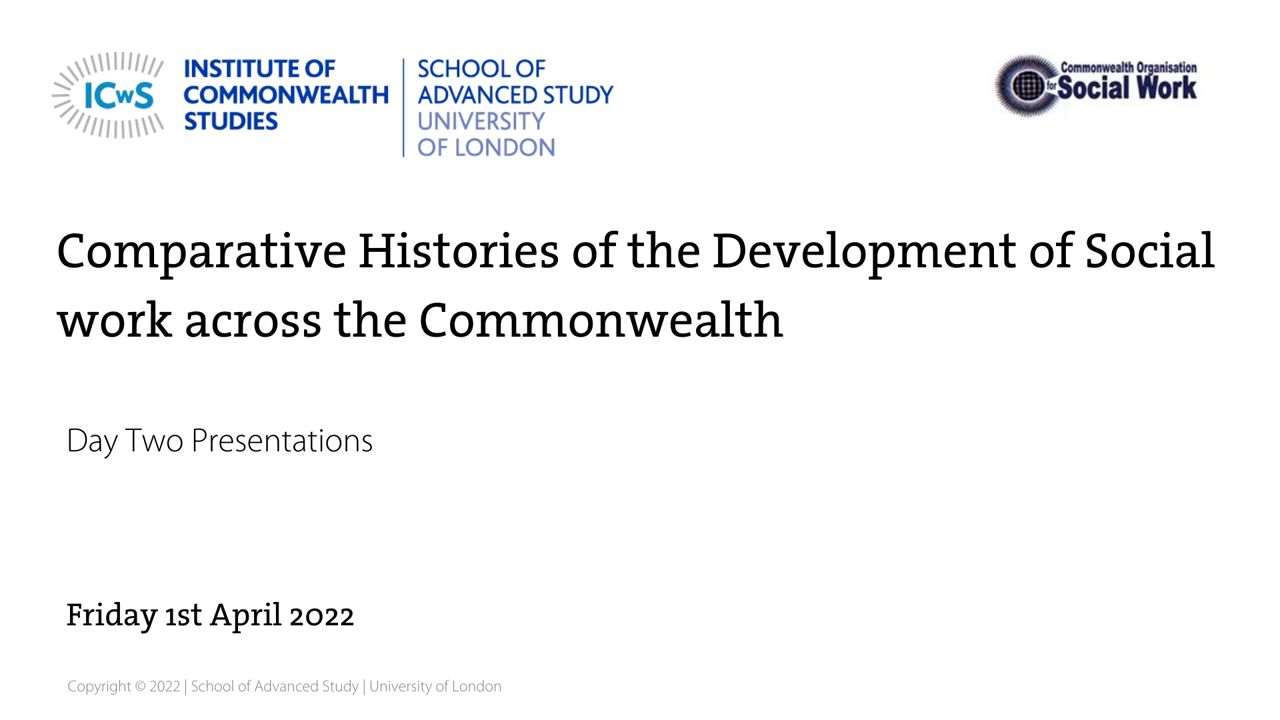 ICwS
INSTITUTE OF
COMMONWEALTH
STUDIES
SCHOOL OF
ADVANCED STUDY
UNIVERSITY
OF LONDON
Commonwealth Organisation
for Social Work
Comparative Histories of the Development of Social
work across the Commonwealth
Day Two Presentations
Friday 1st April 2022
Copyright © 2022 | School of Advanced Study | University of London